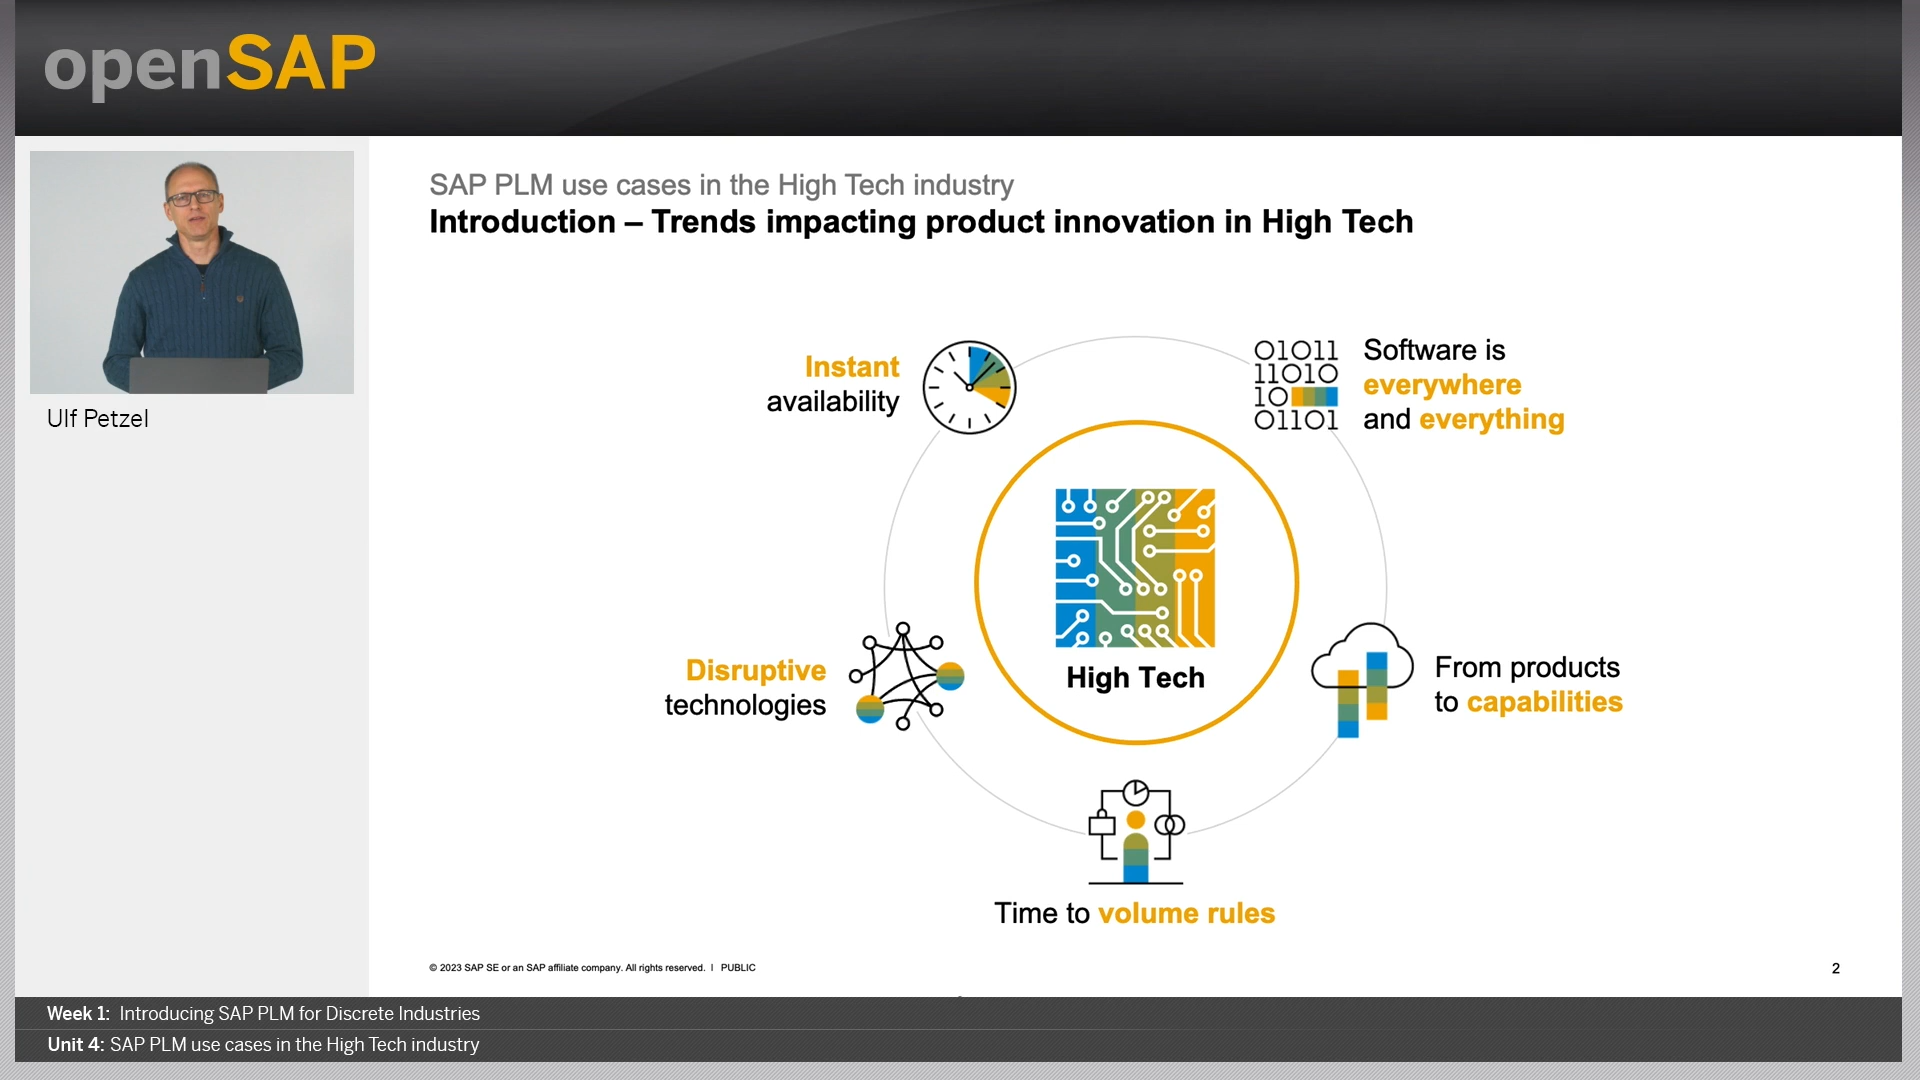 openSAP
Ulf Petzel
SAP PLM use cases in the High Tech industry
Introduction – Trends impacting product innovation in High Tech
Instant
availability
01011
11010
10
01101
Software is
everywhere
and everything
Disruptive
technologies
High Tech
From products
to capabilities
Time to volume rules
© 2023 SAP SE or an SAP affiliate company. All rights reserved. | PUBLIC
2
Week 1: Introducing SAP PLM for Discrete Industries
Unit 4: SAP PLM use cases in the High Tech industry